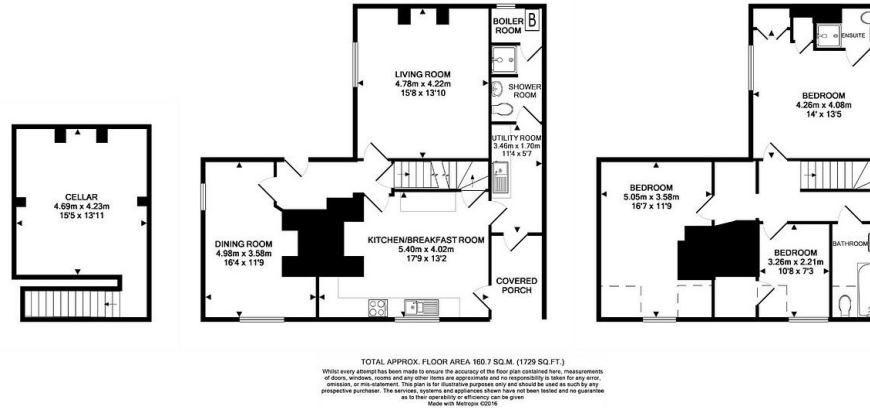 CELLAR
4.69m x 4.23m
15'5 x 13'11
LIVING ROOM
4.78m x 4.22m
15'8 x 13'10
BOILER
ROOM
B
SHOWER
ROOM
UTILITY ROOM
3.46m x 1.70m
11'4 x 5'7
DINING ROOM
4.98m x 3.58m
16'4 x 11'9
KITCHEN/BREAKFAST ROOM
5.40m x 4.02m
17'9 x 13'2
COVERED
PORCH
ENSUITE
BEDROOM
4.26m x 4.08m
14' x 13'5
BEDROOM
5.05m x 3.58m
16'7 x 11'9
BEDROOM
3.26m x 2.21m
10'8 x 7'3
BATHROOM
TOTAL APPROX. FLOOR AREA 160.7 SQ.M. (1729 SQ.FT.)
Whilst every attempt has been made to ensure the accuracy of the floor plan contained here, measurements
of doors, windows, rooms and any other items are approximate and no responsibility is taken for any error,
omission, or mis-statement. This plan is for illustrative purposes only and should be used as such by any
prospective purchaser. The services, systems and appliances shown have not been tested and no guarantee
as to their operability or efficiency can be given
Made with Metropix ©2016